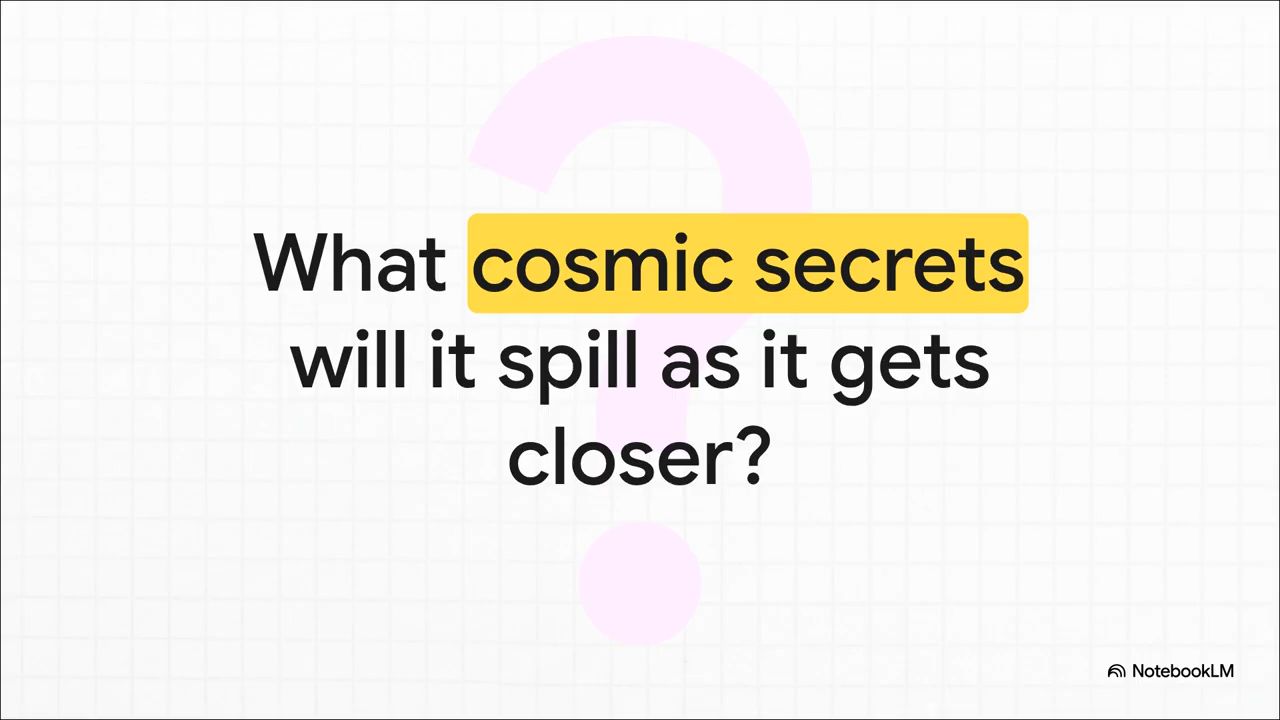 What cosmic secrets
will it spill as it gets
closer?
NotebookLM